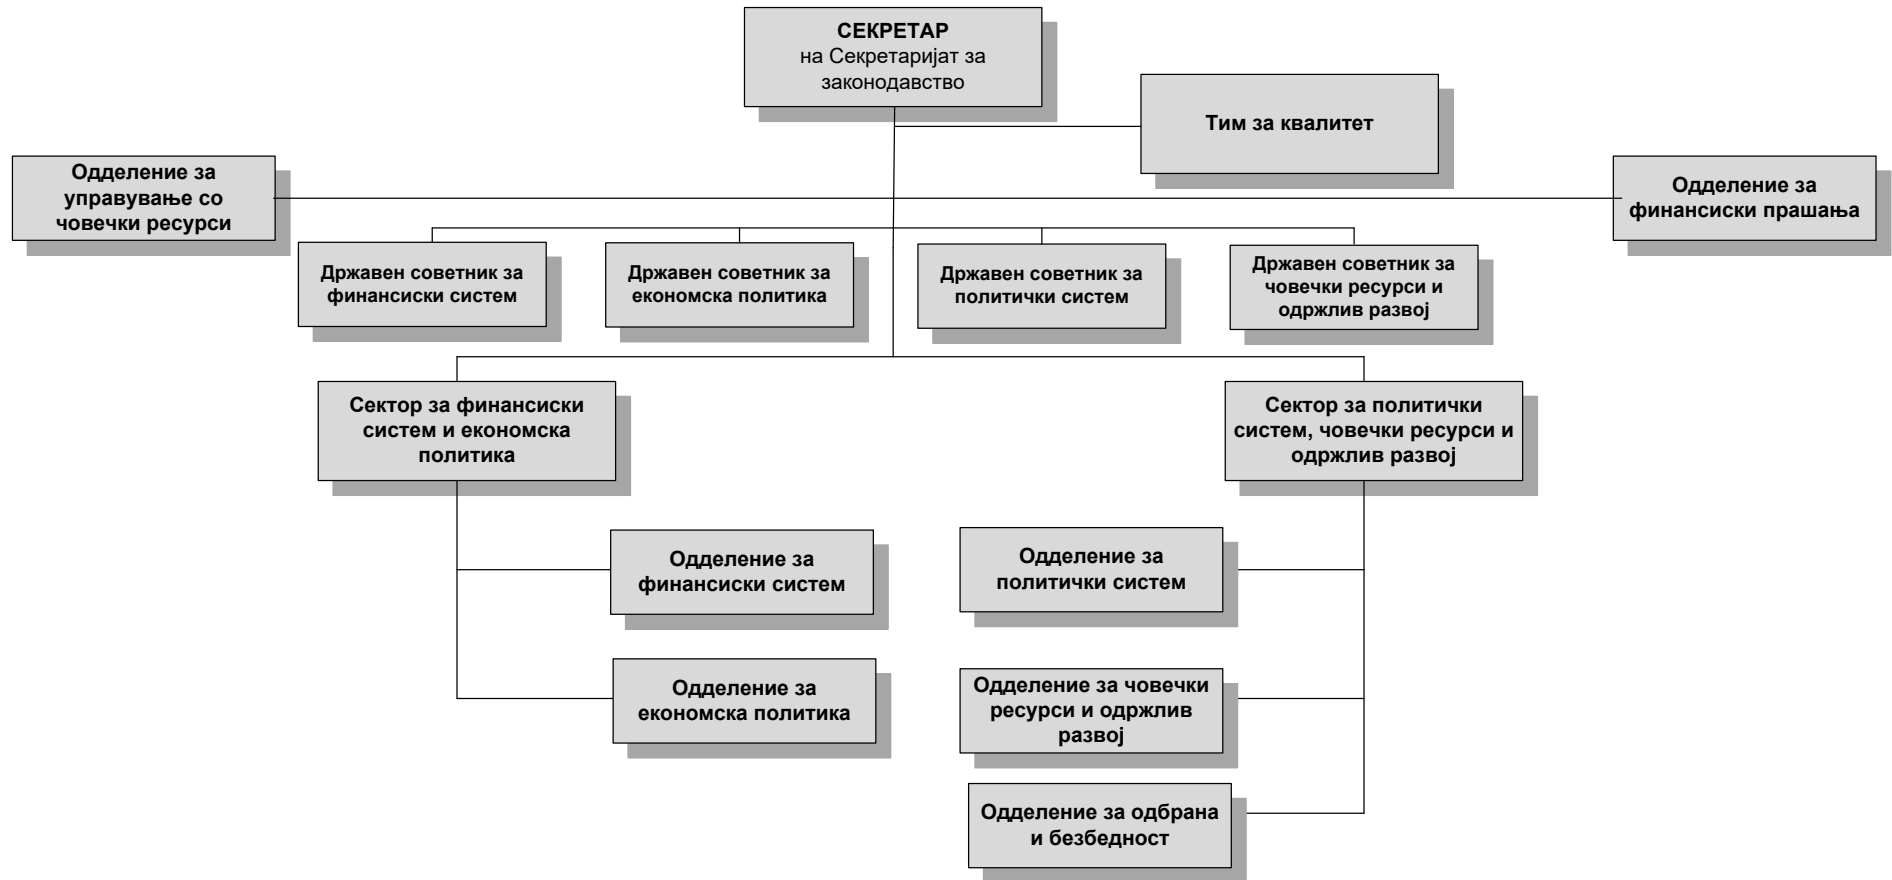 СЕКРЕТАР
на Секретаријат за
законодавство
Тим за квалитет
Одделение за
управување со
човечки ресурси
Одделение за
финансиски прашања
Државен советник за
финансиски систем
Државен советник за
економска политика
Државен советник за
политички систем
Државен советник за
човечки ресурси и
одржлив развој
Сектор за финансиски
систем и економска
политика
Сектор за политички
систем, човечки ресурси и
одржлив развој
Одделение за
финансиски систем
Одделение за
политички систем
Одделение за
економска политика
Одделение за човечки
ресурси и одржлив
развој
Одделение за одбрана
и безбедност